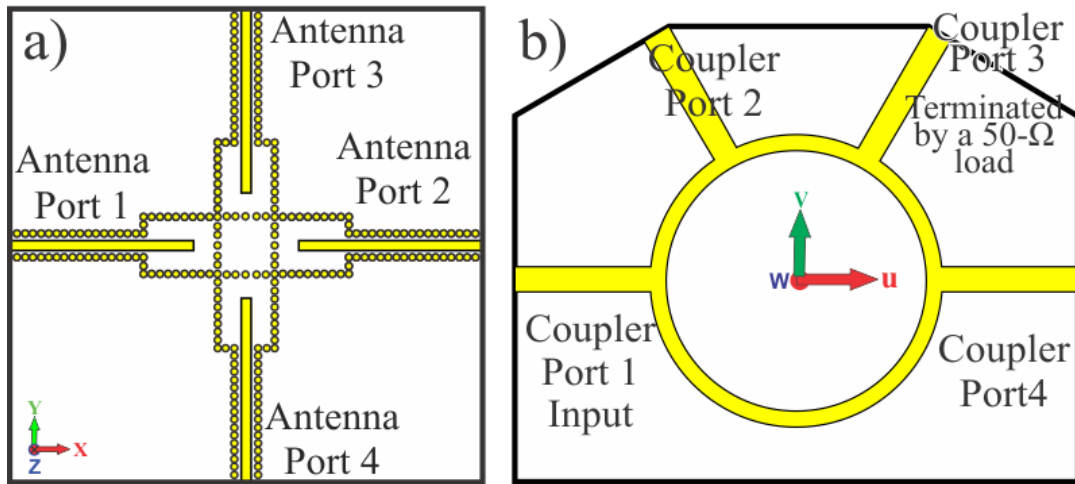 a)
Antenna
Port 3
Antenna
Port 1
Antenna
Port 2
Antenna
Port 4
Y
X
Z
b)
Coupler
Port 2
Coupler
Port 3
Terminated
by a 50-Ω
load
V
W
u
Coupler
Port 1
Input
Coupler
Port4